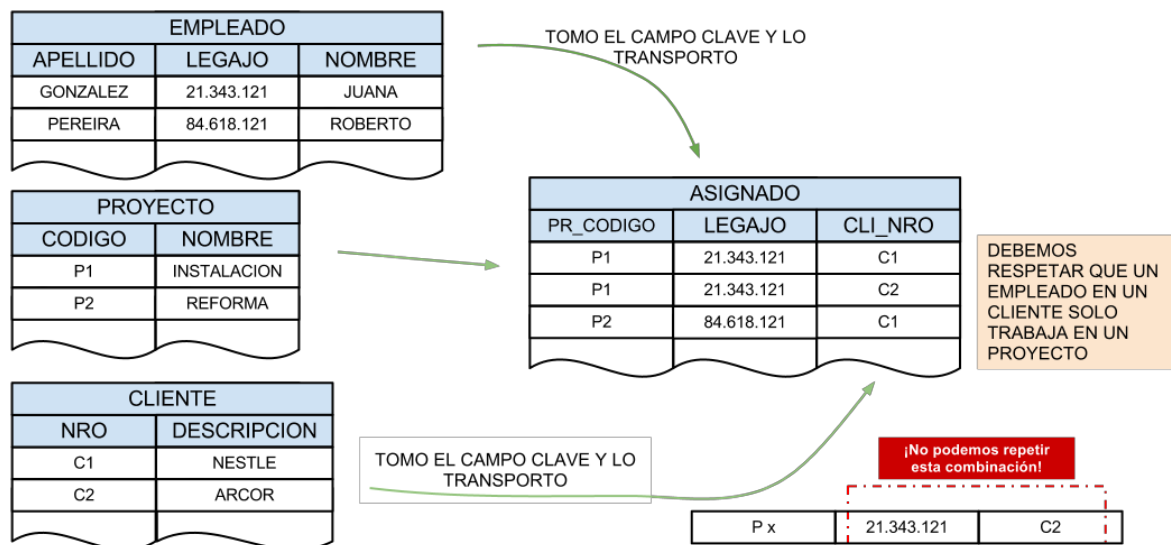 EMPLEADO
APELLIDO LEGAJO NOMBRE
GONZALEZ 21.343.121 JUANA
PEREIRA 84.618.121 ROBERTO
TOMO EL CAMPO CLAVE Y LO
TRANSPORTO
PROYECTO
CODIGO NOMBRE
P1 INSTALACION
P2 REFORMA
ASIGNADO
PR_CODIGO LEGAJO CLI_NRO
P1 21.343.121 C1
P1 21.343.121 C2
P2 84.618.121 C1
DEBEMOS
RESPETAR QUE UN
EMPLEADO EN UN
CLIENTE SOLO
TRABAJA EN UN
PROYECTO
CLIENTE
NRO DESCRIPCION
C1 NESTLE
C2 ARCOR
TOMO EL CAMPO CLAVE Y LO
TRANSPORTO
¡No podemos repetir
esta combinación!
P x 21.343.121 C2